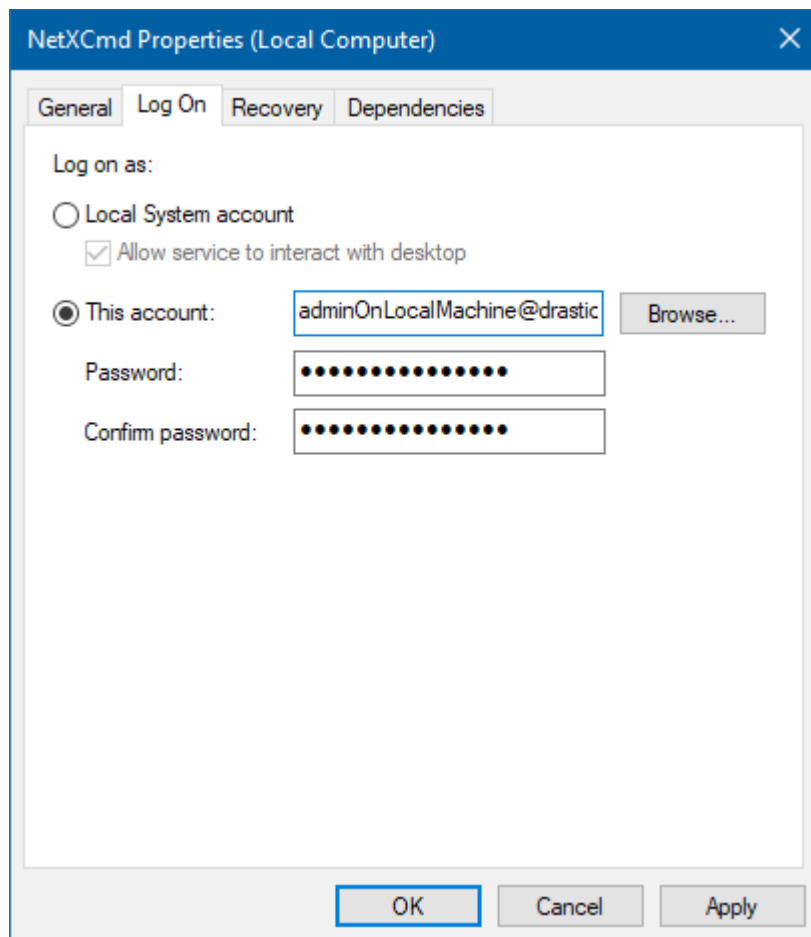 NetXCmd Properties (Local Computer)
General Log On Recovery Dependencies
Log on as:
Local System account
Allow service to interact with desktop
This account: adminOnLocalMachine@drastic Browse...
Password: •••••••••••••••
Confirm password: •••••••••••••••
OK Cancel Apply